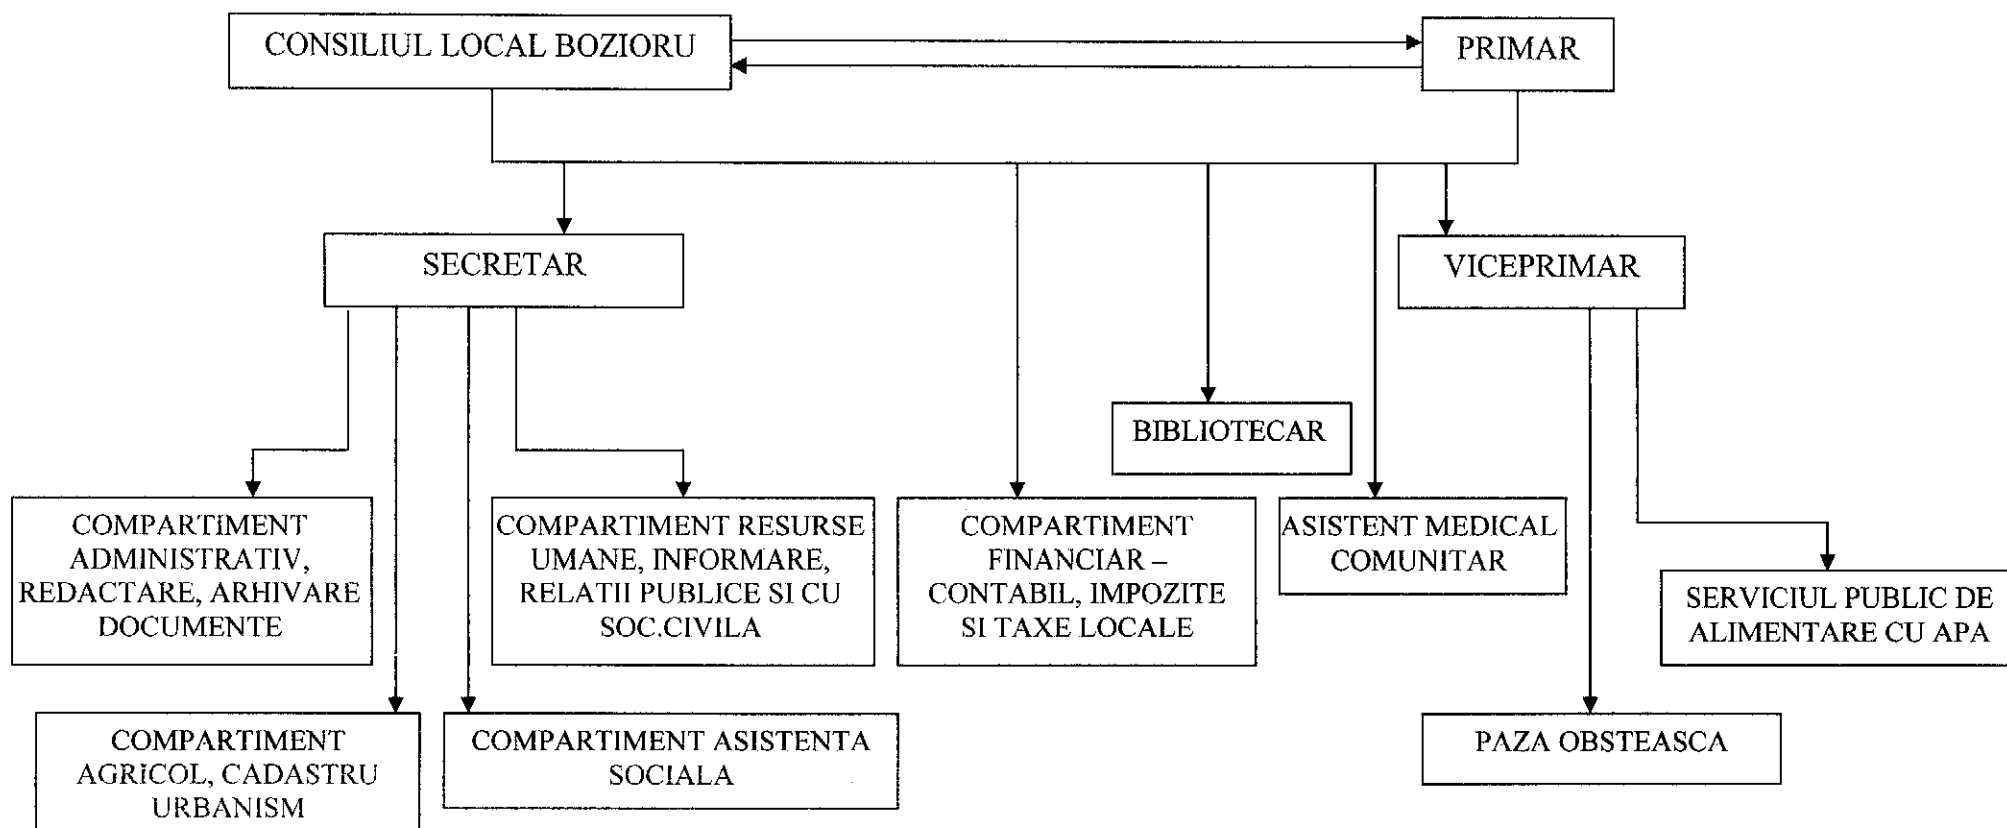 CONSILIUL LOCAL BOZIORU
PRIMAR
SECRETAR
VICEPRIMAR
BIBLIOTECAR
COMPARTIMENT
ADMINISTRATIV,
REDACTARE, ARHIVARE
DOCUMENTE
COMPARTIMENT RESURSE
UMANE, INFORMARE,
RELATII PUBLICE SI CU
SOC.CIVILA
COMPARTIMENT
FINANCIAR –
CONTABIL, IMPOZITE
SI TAXE LOCALE
ASISTENT MEDICAL
COMUNITAR
SERVICIUL PUBLIC DE
ALIMENTARE CU APA
COMPARTIMENT
AGRICOL, CADASTRU
URBANISM
COMPARTIMENT ASISTENTA
SOCIALA
PAZA OBSTEASCA